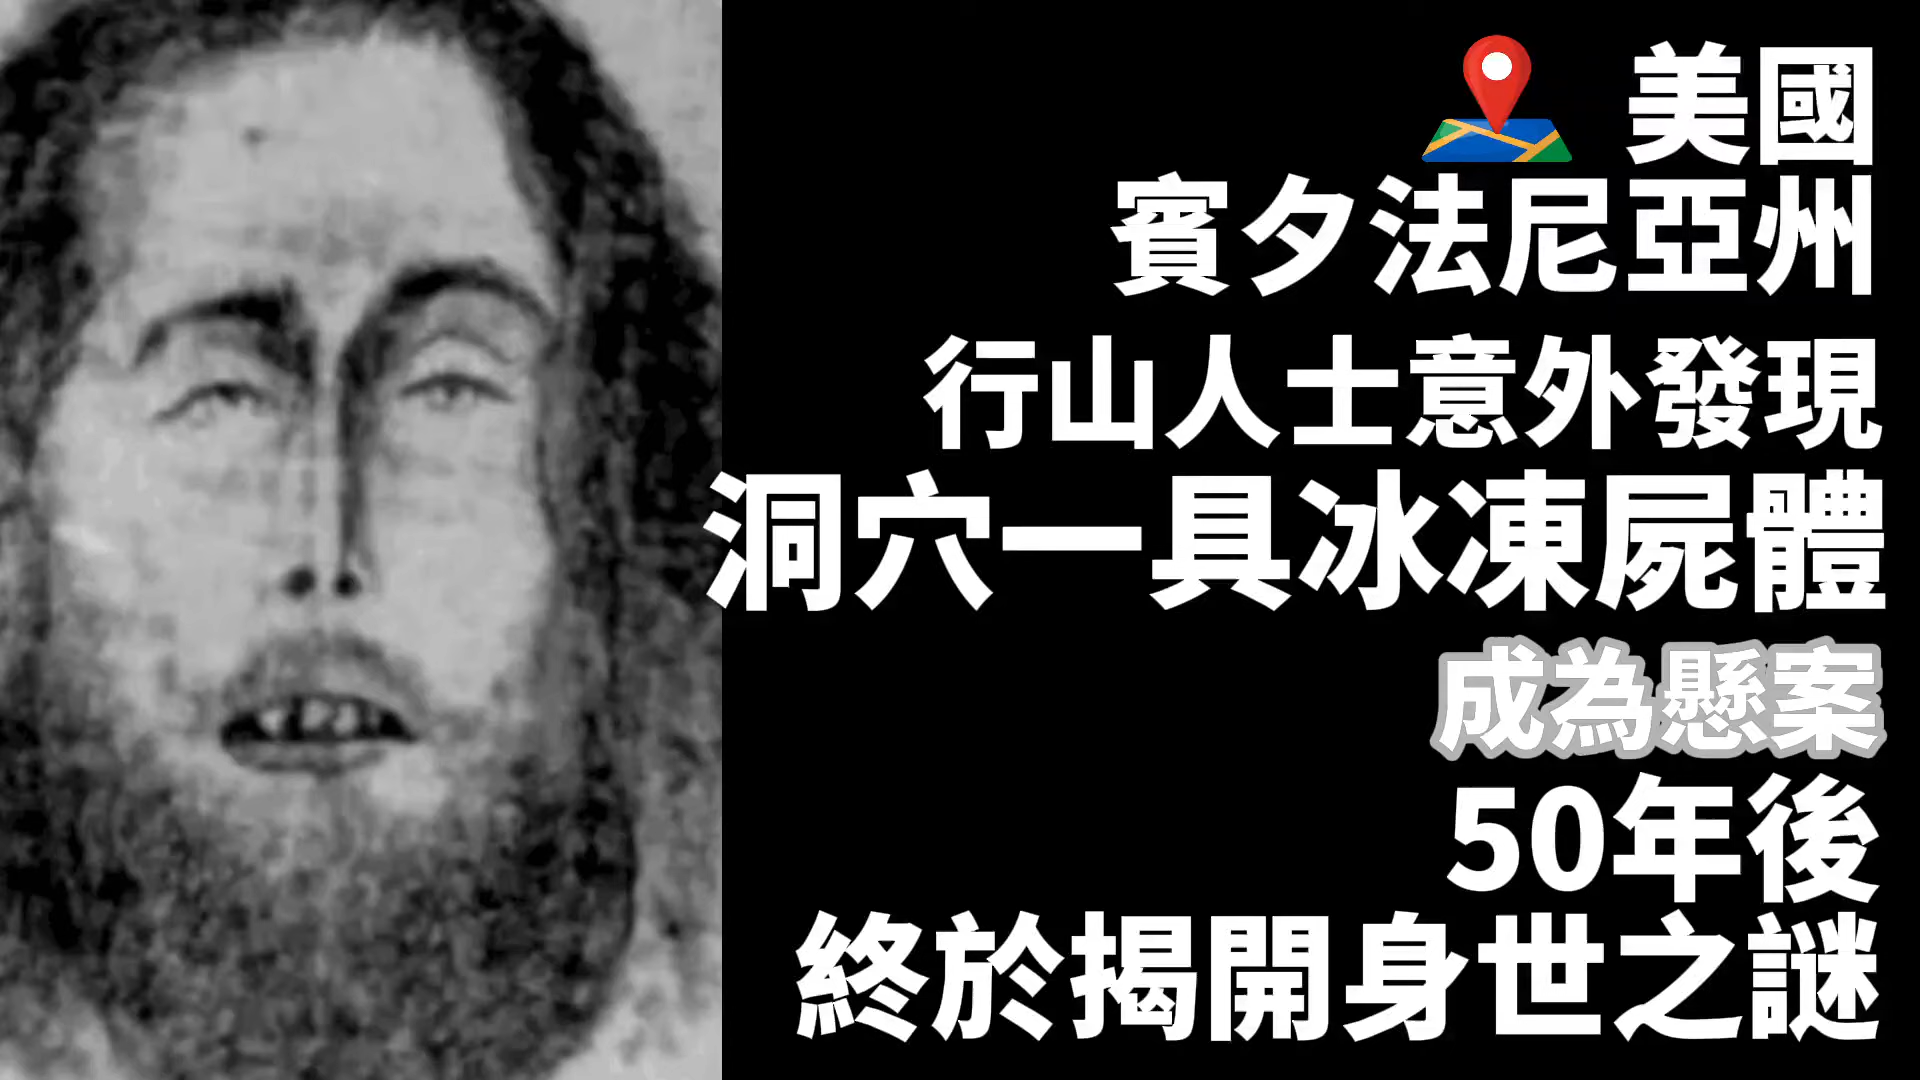 美國
賓夕法尼亞州
行山人士意外發現
洞穴一具冰凍屍體
成為懸案
50年後
終於揭開身世之謎